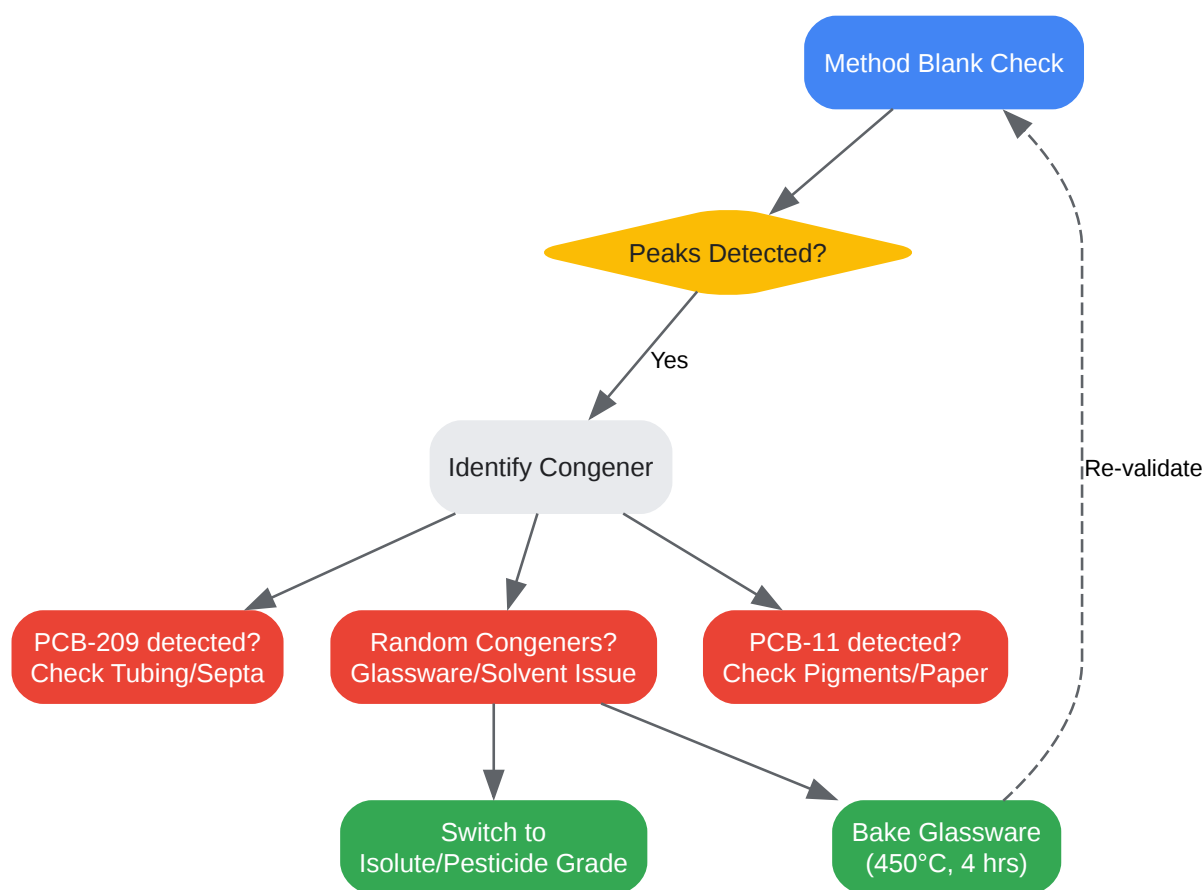 Method Blank Check
Peaks Detected?
Yes
Identify Congener
Re-validate
PCB-209 detected?
Check Tubing/Septa
Random Congeners?
Glassware/Solvent Issue
PCB-11 detected?
Check Pigments/Paper
Switch to
Isolute/Pesticide Grade
Bake Glassware
(450°C, 4 hrs)